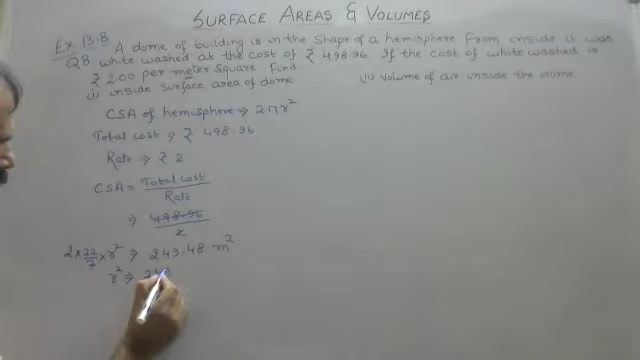 SURFACE AREAS & VOLUMES
Ex 13.8 A dome of building is in the shape of a hemisphere from inside it was
Q8 white washed at the cost of ₹ 498.96 If the cost of white washed is
₹ 2.00 per meter square Find
i) inside surface area of dome (ii) volume of air inside the dome
CSA of hemisphere ⇒ 2πr²
Total cost ⇒ ₹ 498.96
Rate ⇒ ₹ 2
CSA = Total cost / Rate
⇒ 498.96 / 2
2 × 22/7 × r² ⇒ 249.48 m²
r² ⇒ 24